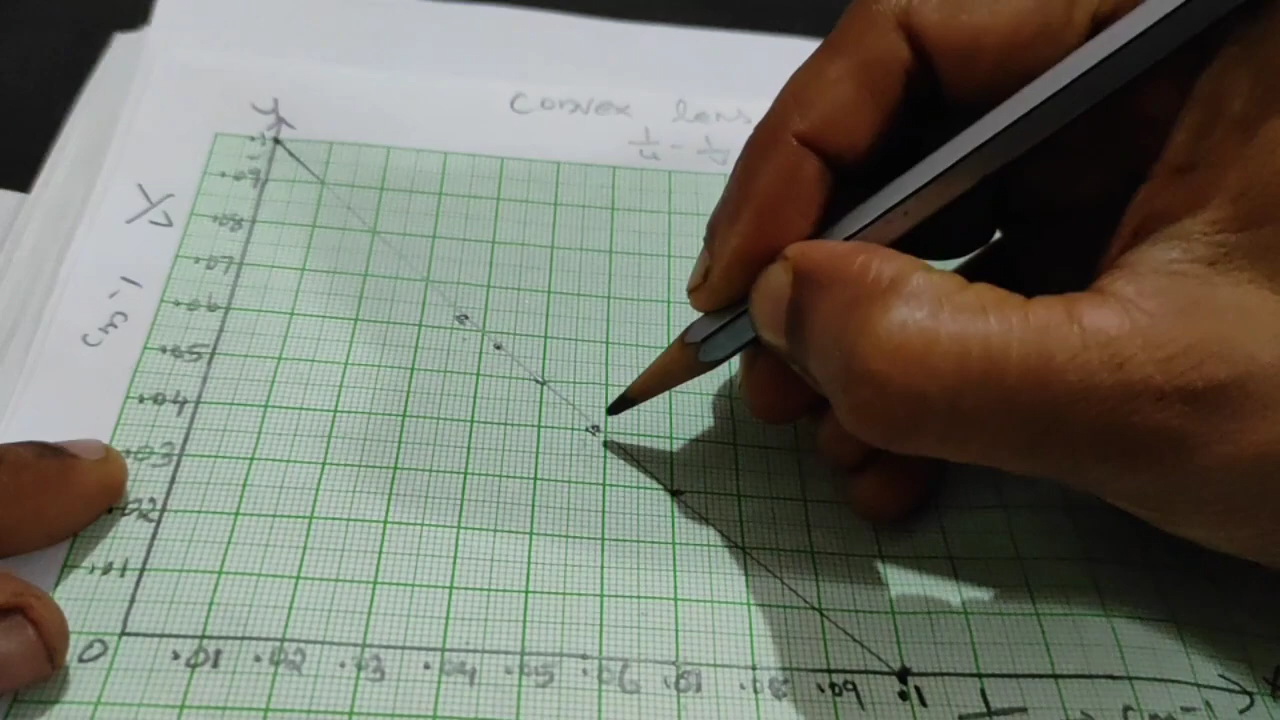 Convex lens
1/u - 1/v
y
.1
.09
.08
.07
.06
.05
.04
.03
.02
.01
0
.01 .02 .03 .04 .05 .06 .07 .08 .09 .1